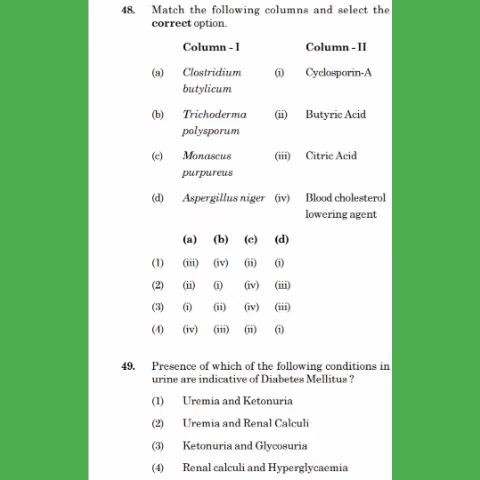 48. Match the following columns and select the
correct option.
Column - I Column - II
(a) Clostridium (i) Cyclosporin-A
butylicum
(b) Trichoderma (ii) Butyric Acid
polysporum
(c) Monascus (iii) Citric Acid
purpureus
(d) Aspergillus niger (iv) Blood cholesterol
lowering agent
(a) (b) (c) (d)
(1) (iii) (iv) (ii) (i)
(2) (ii) (i) (iv) (iii)
(3) (i) (ii) (iv) (iii)
(4) (iv) (iii) (ii) (i)
49. Presence of which of the following conditions in
urine are indicative of Diabetes Mellitus ?
(1) Uremia and Ketonuria
(2) Uremia and Renal Calculi
(3) Ketonuria and Glycosuria
(4) Renal calculi and Hyperglycaemia